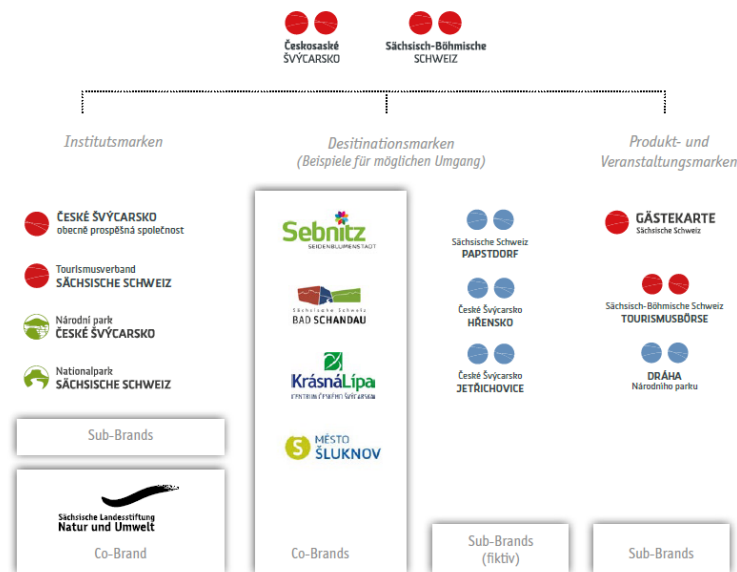 Českosaské
ŠVÝCARSKO
Sächsisch-Böhmische
SCHWEIZ
Institutsmarken
Desitinationsmarken
(Beispiele für möglichen Umgang)
Produkt- und
Veranstaltungsmarken
ČESKÉ ŠVÝCARSKO
obecně prospěšná společnost
Tourismusverband
SÄCHSISCHE SCHWEIZ
Národní park
ČESKÉ ŠVÝCARSKO
Nationalpark
SÄCHSISCHE SCHWEIZ
Sub-Brands
Sächsische Landesstiftung
Natur und Umwelt
Co-Brand
Sebnitz
SEIDENBLUMENSTADT
Sächsische Schweiz
BAD SCHANDAU
KrásnáLípa
CENTRUM ČESKÉHO ŠVÝCARSKA
S MĚSTO
ŠLUKNOV
Co-Brands
Sächsische Schweiz
PAPSTDORF
České Švýcarsko
HŘENSKO
České Švýcarsko
JETŘICHOVICE
Sub-Brands
(fiktiv)
GÄSTEKARTE
Sächsische Schweiz
Sächsisch-Böhmische Schweiz
TOURISMUSBÖRSE
DRÁHA
Národního parku
Sub-Brands